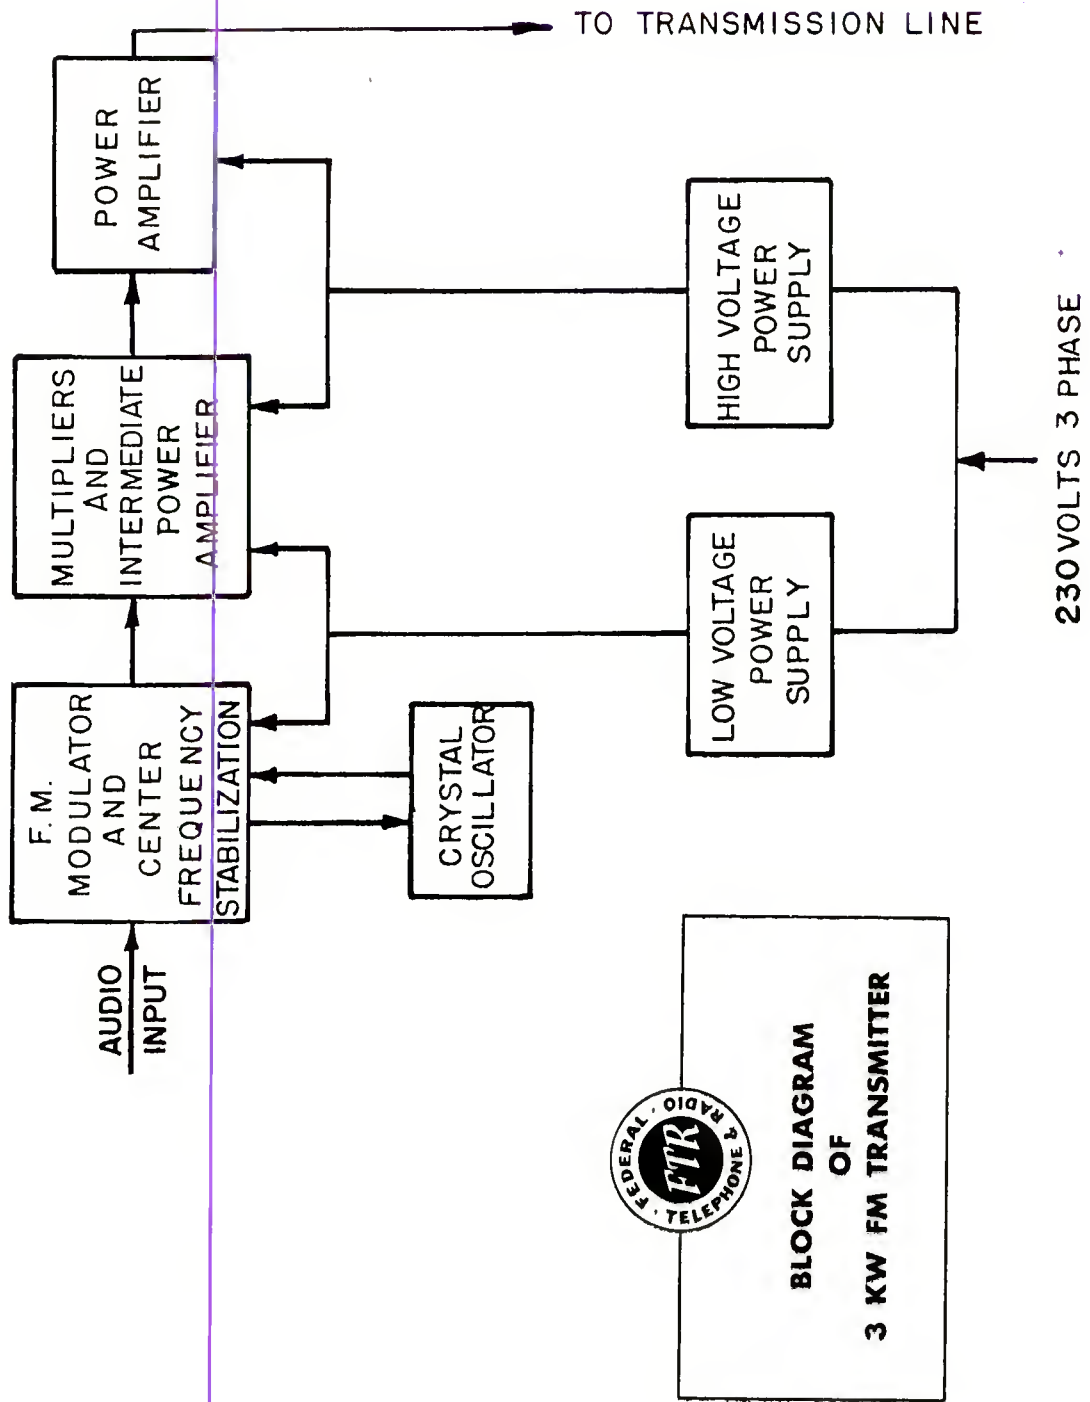 TO TRANSMISSION LINE
POWER
AMPLIFIER
MULTIPLIERS
AND
INTERMEDIATE
POWER
AMPLIFIER
F.M.
MODULATOR
AND
CENTER
FREQUENCY
STABILIZATION
AUDIO
INPUT
CRYSTAL
OSCILLATOR
HIGH VOLTAGE
POWER
SUPPLY
LOW VOLTAGE
POWER
SUPPLY
230 VOLTS 3 PHASE
FEDERAL · TELEPHONE & RADIO ·
FTR
BLOCK DIAGRAM
OF
3 KW FM TRANSMITTER